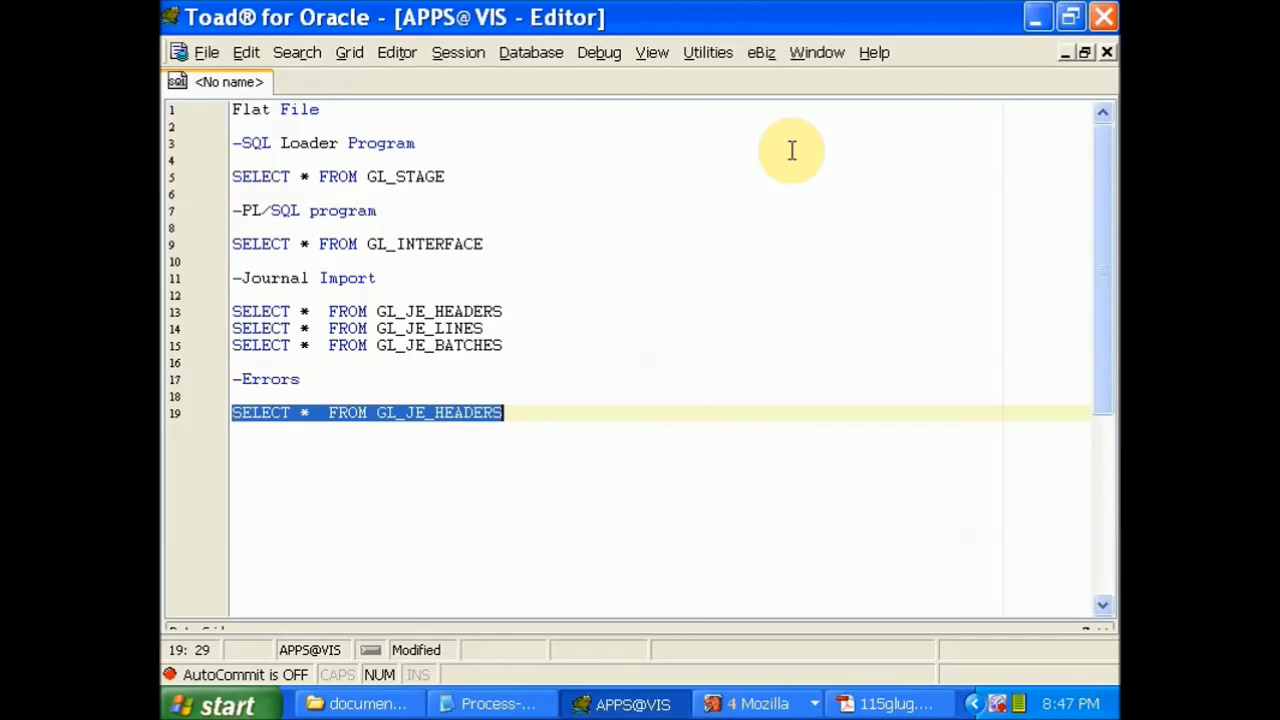 Toad® for Oracle - [APPS@VIS - Editor]
File Edit Search Grid Editor Session Database Debug View Utilities eBiz Window Help
sql <No name>
1 Flat File
2
3 -SQL Loader Program
4
5 SELECT * FROM GL_STAGE
6
7 -PL/SQL program
8
9 SELECT * FROM GL_INTERFACE
10
11 -Journal Import
12
13 SELECT * FROM GL_JE_HEADERS
14 SELECT * FROM GL_JE_LINES
15 SELECT * FROM GL_JE_BATCHES
16
17 -Errors
18
19 SELECT * FROM GL_JE_HEADERS
19: 29 APPS@VIS Modified
AutoCommit is OFF CAPS NUM INS
start documen... Process-... APPS@VIS 4 Mozilla 115glug.... 8:47 PM